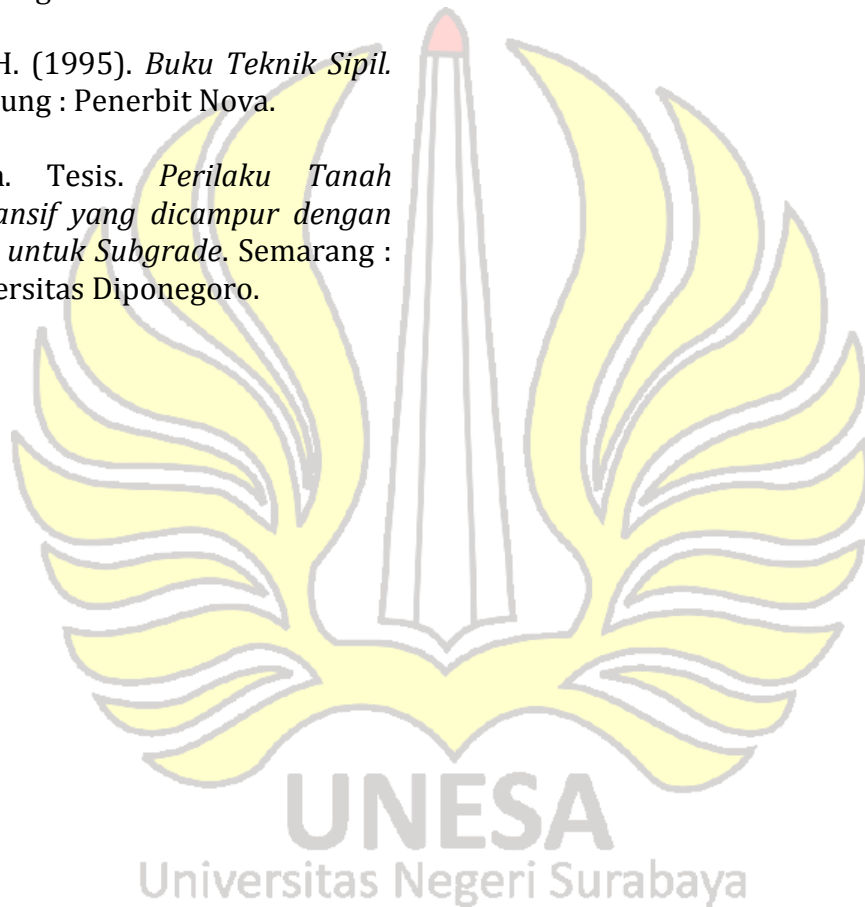 H. (1995). Buku Teknik Sipil.
ung : Penerbit Nova.
Tesis. Perilaku Tanah
ansif yang dicampur dengan
untuk Subgrade. Semarang :
ersitas Diponegoro.
UNESA
Universitas Negeri Surabaya